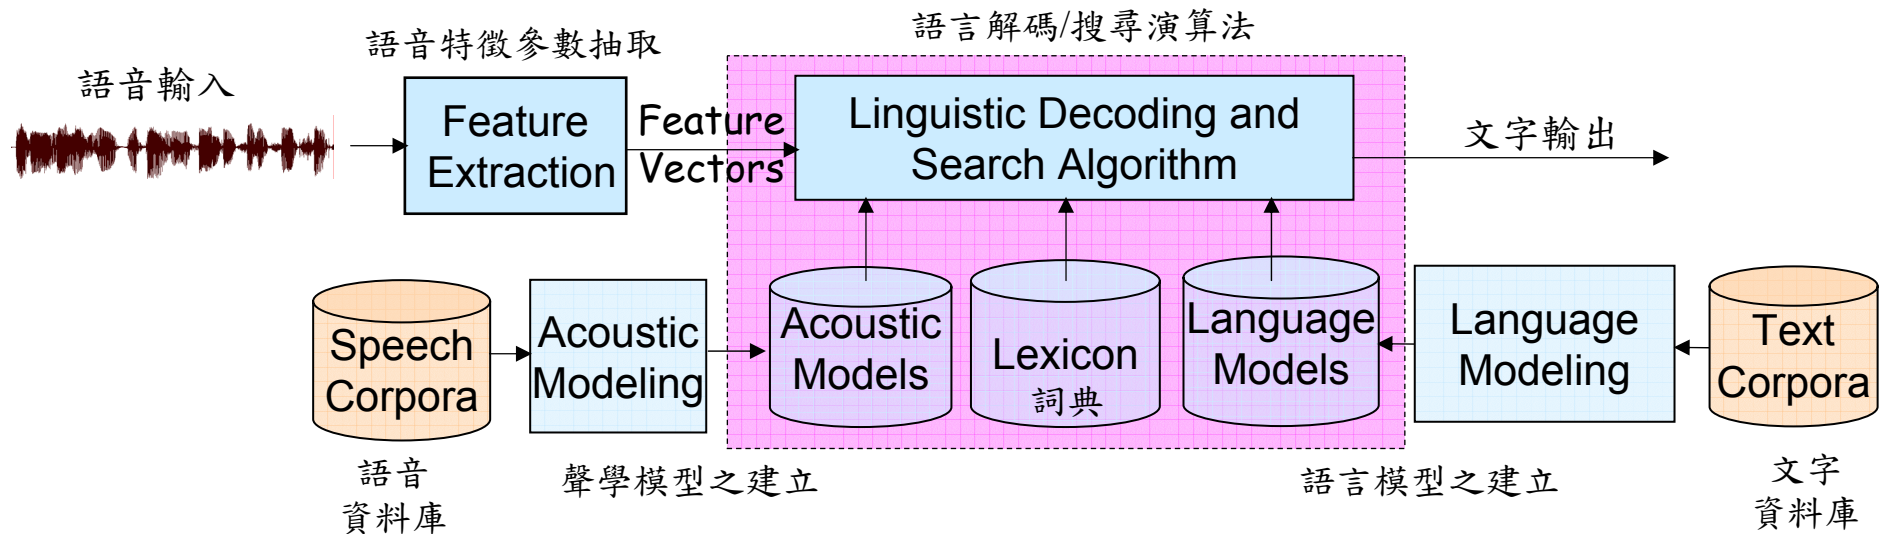 語言解碼/搜尋演算法
語音特徵參數抽取
語音輸入
Feature
Extraction
Feature
Vectors
Linguistic Decoding and
Search Algorithm
文字輸出
Speech
Corpora
Acoustic
Modeling
Acoustic
Models
Lexicon
詞典
Language
Models
Language
Modeling
Text
Corpora
語音
資料庫
聲學模型之建立
語言模型之建立
文字
資料庫